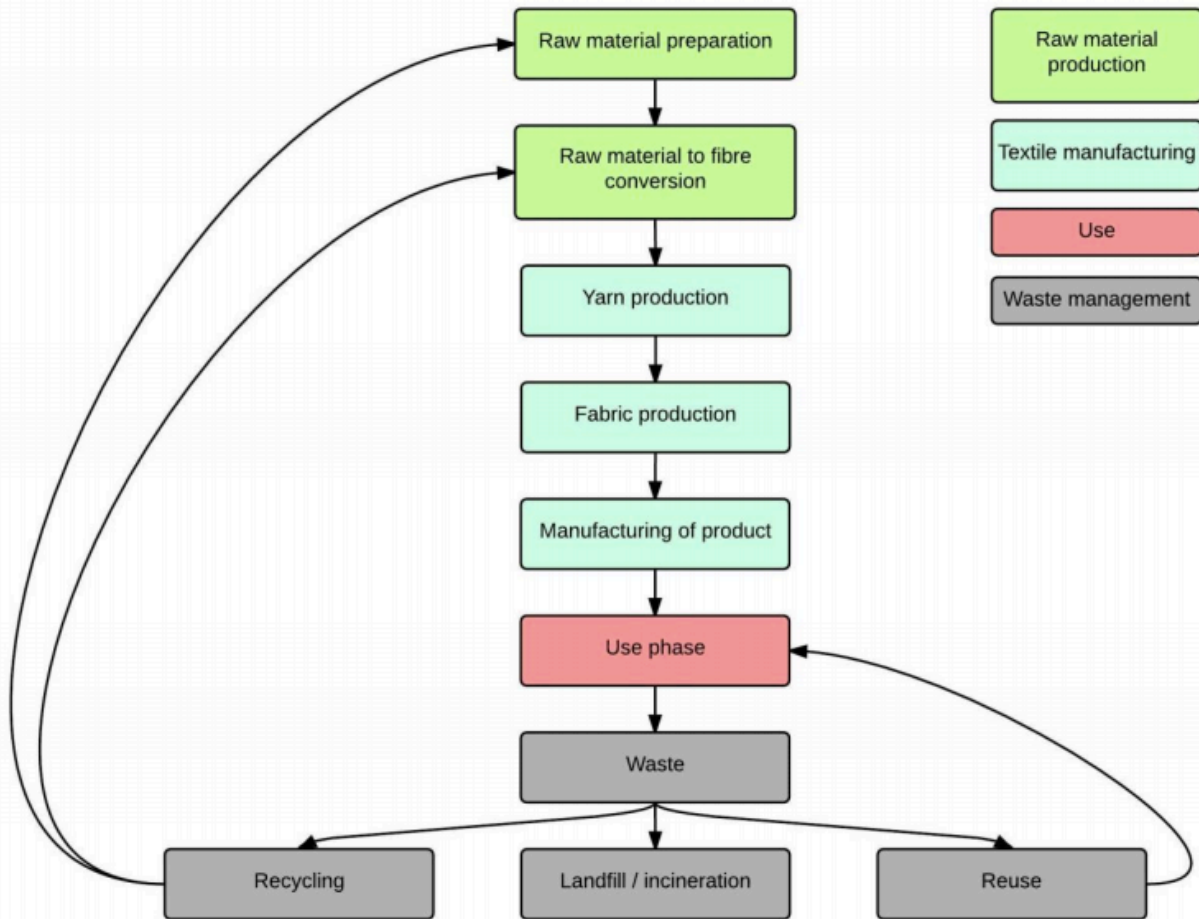 Raw material preparation
Raw material to fibre
conversion
Yarn production
Fabric production
Manufacturing of product
Use phase
Waste
Recycling
Landfill / incineration
Reuse
Raw material
production
Textile manufacturing
Use
Waste management